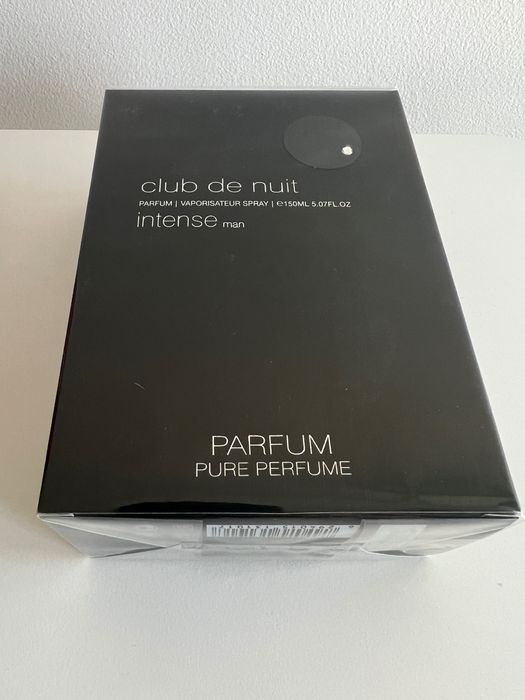 club de nuit
PARFUM | VAPORISATEUR SPRAY | ℮150ML 5.07FL.OZ
intense man
PARFUM
PURE PERFUME